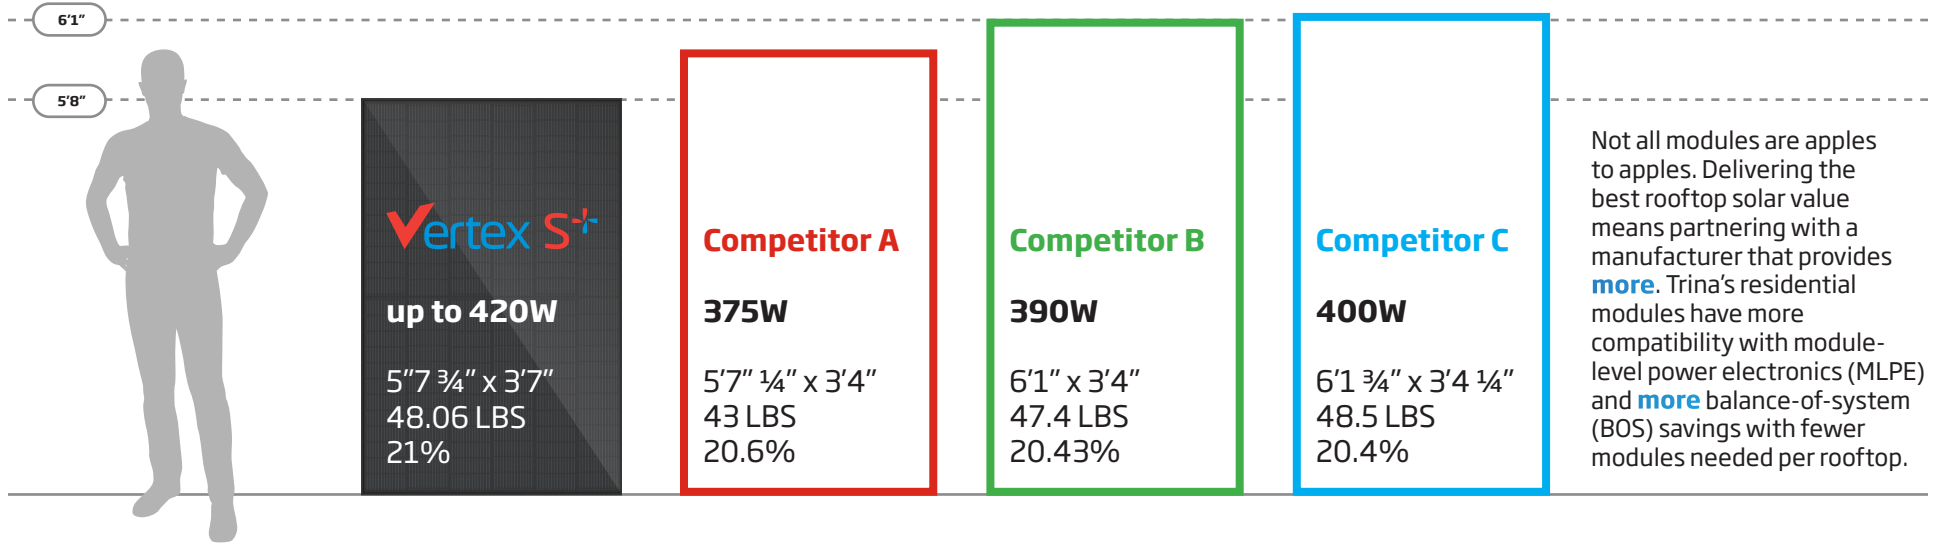 6'1"
5'8"
Vertex S+
up to 420W
5"7 ¾" x 3'7"
48.06 LBS
21%
Competitor A
375W
5'7" ¼" x 3'4"
43 LBS
20.6%
Competitor B
390W
6'1" x 3'4"
47.4 LBS
20.43%
Competitor C
400W
6'1 ¾" x 3'4 ¼"
48.5 LBS
20.4%
Not all modules are apples
to apples. Delivering the
best rooftop solar value
means partnering with a
manufacturer that provides
more. Trina's residential
modules have more
compatibility with module-
level power electronics (MLPE)
and more balance-of-system
(BOS) savings with fewer
modules needed per rooftop.